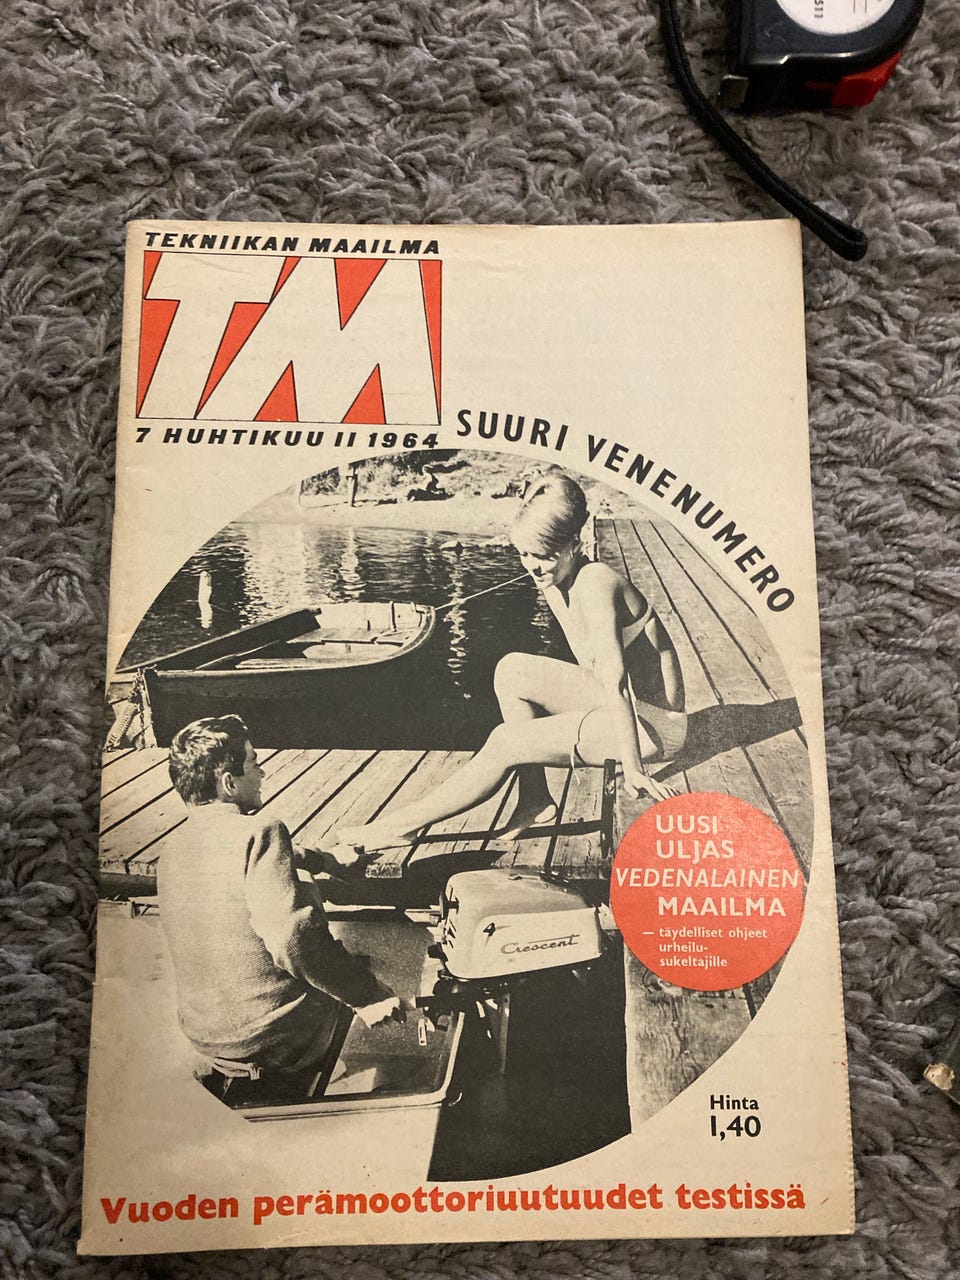 TEKNIIKAN MAAILMA
TM
7 HUHTIKUU II 1964
SUURI VENENUMERO
4 Crescent
UUSI
ULJAS
VEDENALAINEN
MAAILMA
— täydelliset ohjeet
urheilu-
sukeltajille
Hinta
1,40
Vuoden perämoottoriuutuudet testissä